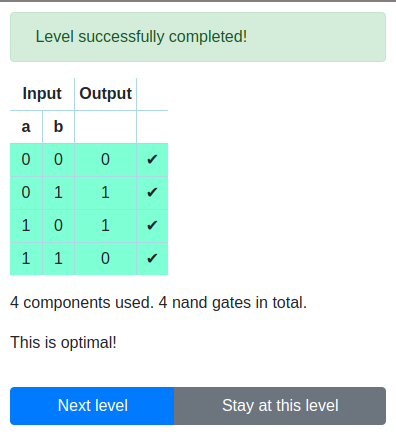 Level successfully completed!
Input Output
a b
0 0 0 ✔
0 1 1 ✔
1 0 1 ✔
1 1 0 ✔
4 components used. 4 nand gates in total.
This is optimal!
Next level Stay at this level